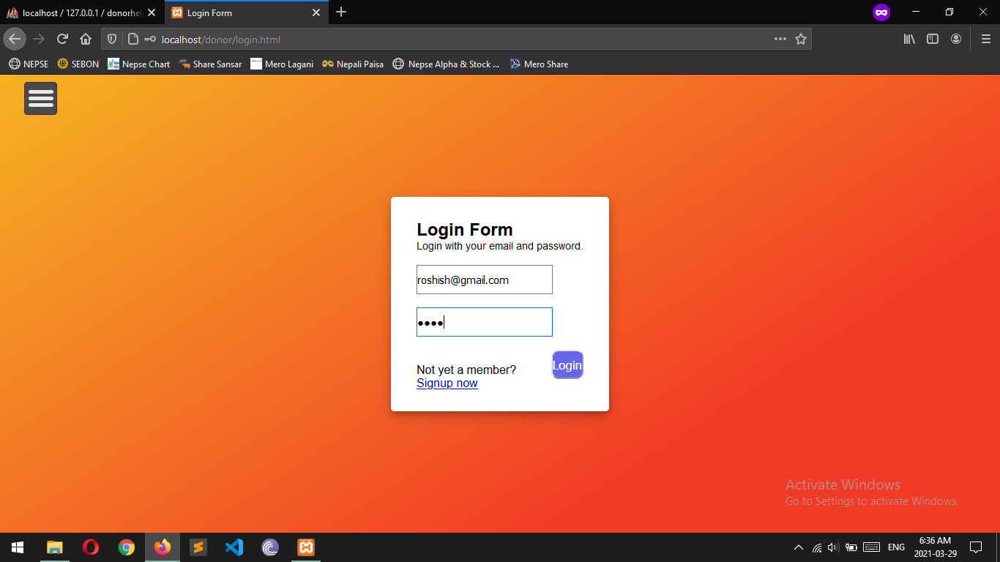 localhost / 127.0.0.1 / donorhel
Login Form
localhost/donor/login.html
NEPSE
SEBON
Nepse Chart
Share Sansar
Mero Lagani
Nepali Paisa
Nepse Alpha & Stock ...
Mero Share
Login Form
Login with your email and password.
roshish@gmail.com
Not yet a member?
Signup now
Login
Activate Windows
Go to Settings to activate Windows.
ENG
6:36 AM
2021-03-29